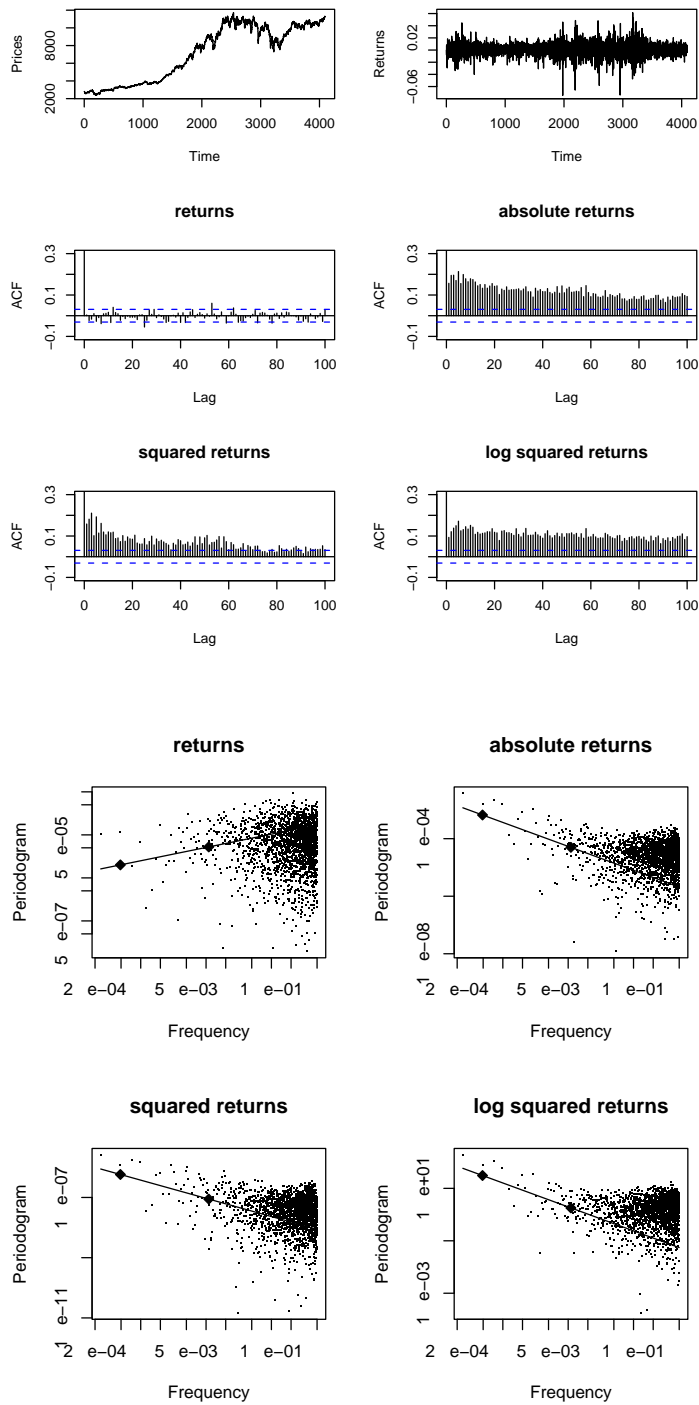 Prices
2000 8000
0 1000 2000 3000 4000
Time
Returns
−0.06 0.02
0 1000 2000 3000 4000
Time
returns
ACF
−0.1 0.1 0.3
0 20 40 60 80 100
Lag
absolute returns
ACF
−0.1 0.1 0.3
0 20 40 60 80 100
Lag
squared returns
ACF
−0.1 0.1 0.3
0 20 40 60 80 100
Lag
log squared returns
ACF
−0.1 0.1 0.3
0 20 40 60 80 100
Lag
returns
Periodogram
5 e−07 5 e−05
2 e−04 5 e−03 1 e−01
Frequency
absolute returns
Periodogram
1 e−08 1 e−04
2 e−04 5 e−03 1 e−01
Frequency
squared returns
Periodogram
1 e−11 1 e−07
2 e−04 5 e−03 1 e−01
Frequency
log squared returns
Periodogram
1 e−03 1 e+01
2 e−04 5 e−03 1 e−01
Frequency